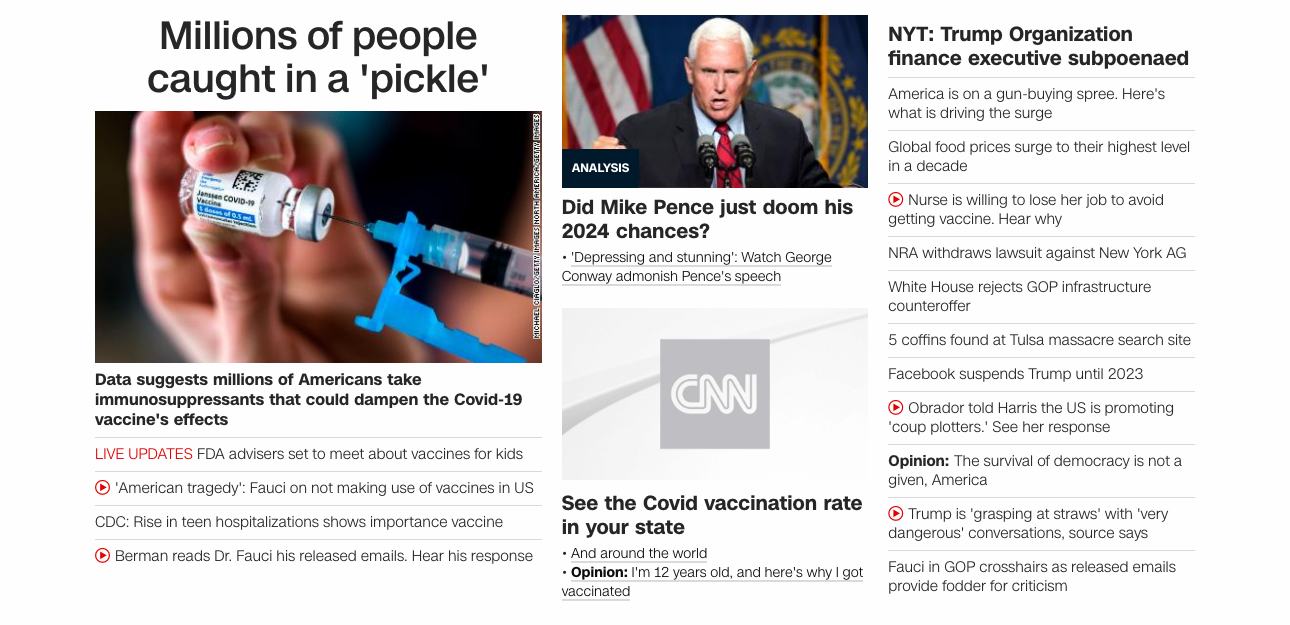 Millions of people
caught in a 'pickle'
Janssen COVID-19
Vaccine
5 doses of 0.5 mL
MICHAEL CIAGLO/GETTY IMAGES NORTH AMERICA/GETTY IMAGES
Data suggests millions of Americans take
immunosuppressants that could dampen the Covid-19
vaccine's effects
LIVE UPDATES FDA advisers set to meet about vaccines for kids
'American tragedy': Fauci on not making use of vaccines in US
CDC: Rise in teen hospitalizations shows importance vaccine
Berman reads Dr. Fauci his released emails. Hear his response
ANALYSIS
Did Mike Pence just doom his
2024 chances?
• 'Depressing and stunning': Watch George
Conway admonish Pence's speech
CNN
See the Covid vaccination rate
in your state
• And around the world
• Opinion: I'm 12 years old, and here's why I got
vaccinated
NYT: Trump Organization
finance executive subpoenaed
America is on a gun-buying spree. Here's
what is driving the surge
Global food prices surge to their highest level
in a decade
Nurse is willing to lose her job to avoid
getting vaccine. Hear why
NRA withdraws lawsuit against New York AG
White House rejects GOP infrastructure
counteroffer
5 coffins found at Tulsa massacre search site
Facebook suspends Trump until 2023
Obrador told Harris the US is promoting
'coup plotters.' See her response
Opinion: The survival of democracy is not a
given, America
Trump is 'grasping at straws' with 'very
dangerous' conversations, source says
Fauci in GOP crosshairs as released emails
provide fodder for criticism